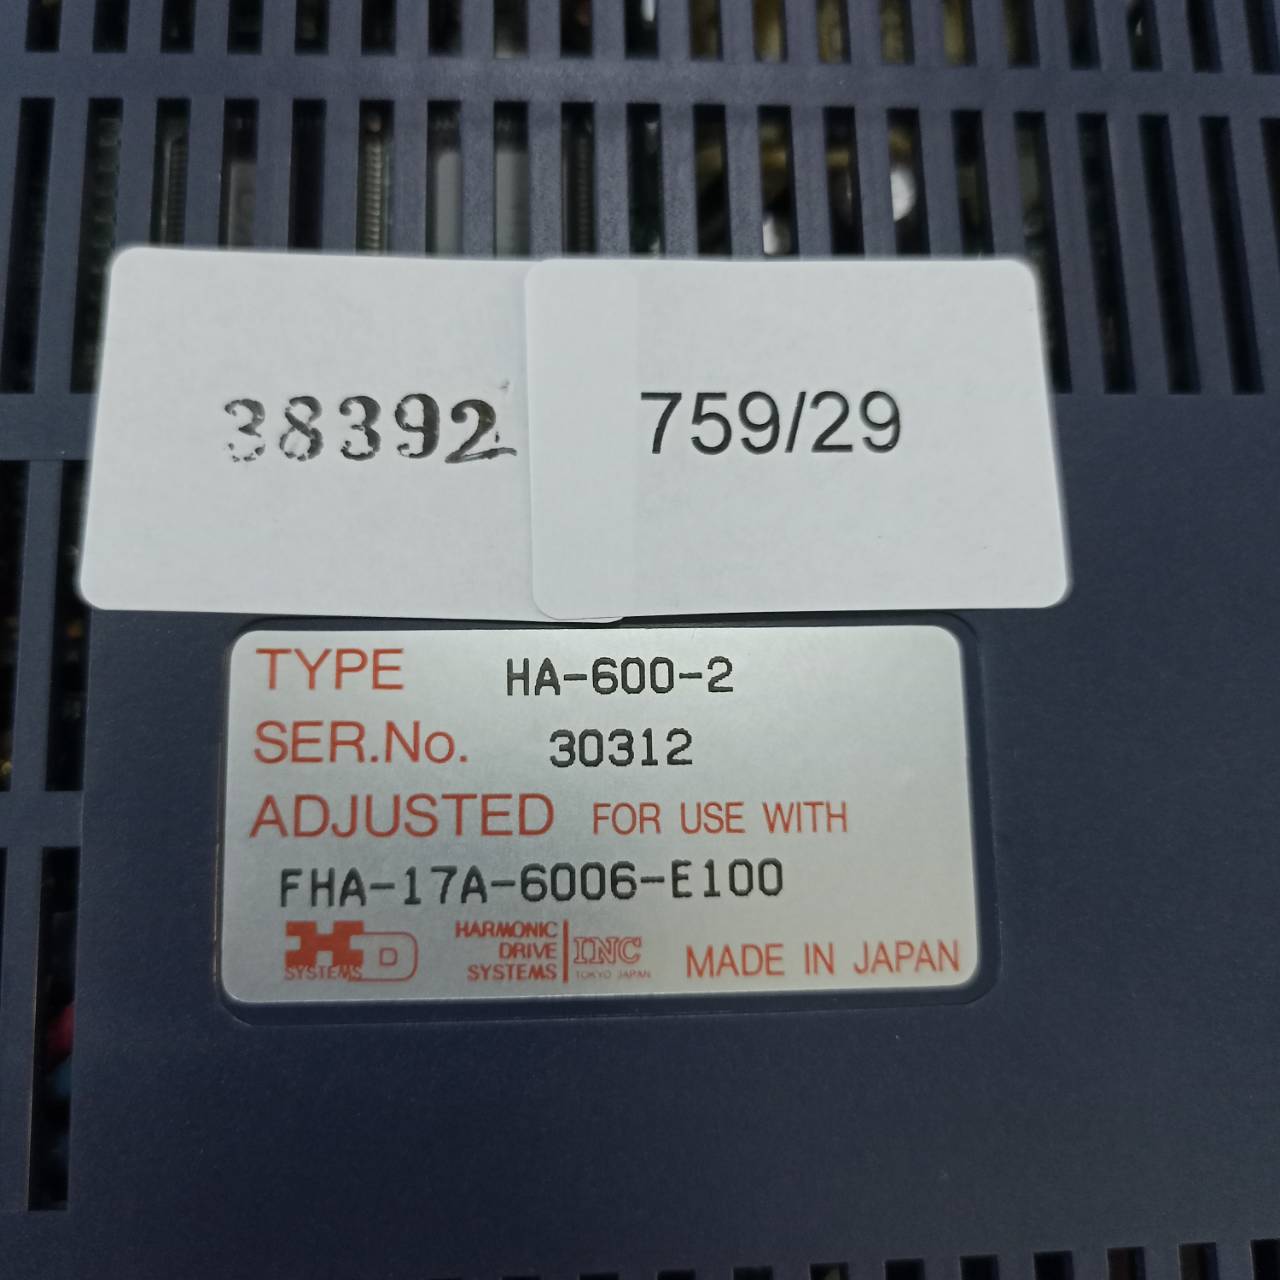 38392
759/29
TYPE HA-600-2
SER.No. 30312
ADJUSTED FOR USE WITH
FHA-17A-6006-E100
HD SYSTEMS
HARMONIC DRIVE SYSTEMS INC
TOKYO JAPAN
MADE IN JAPAN